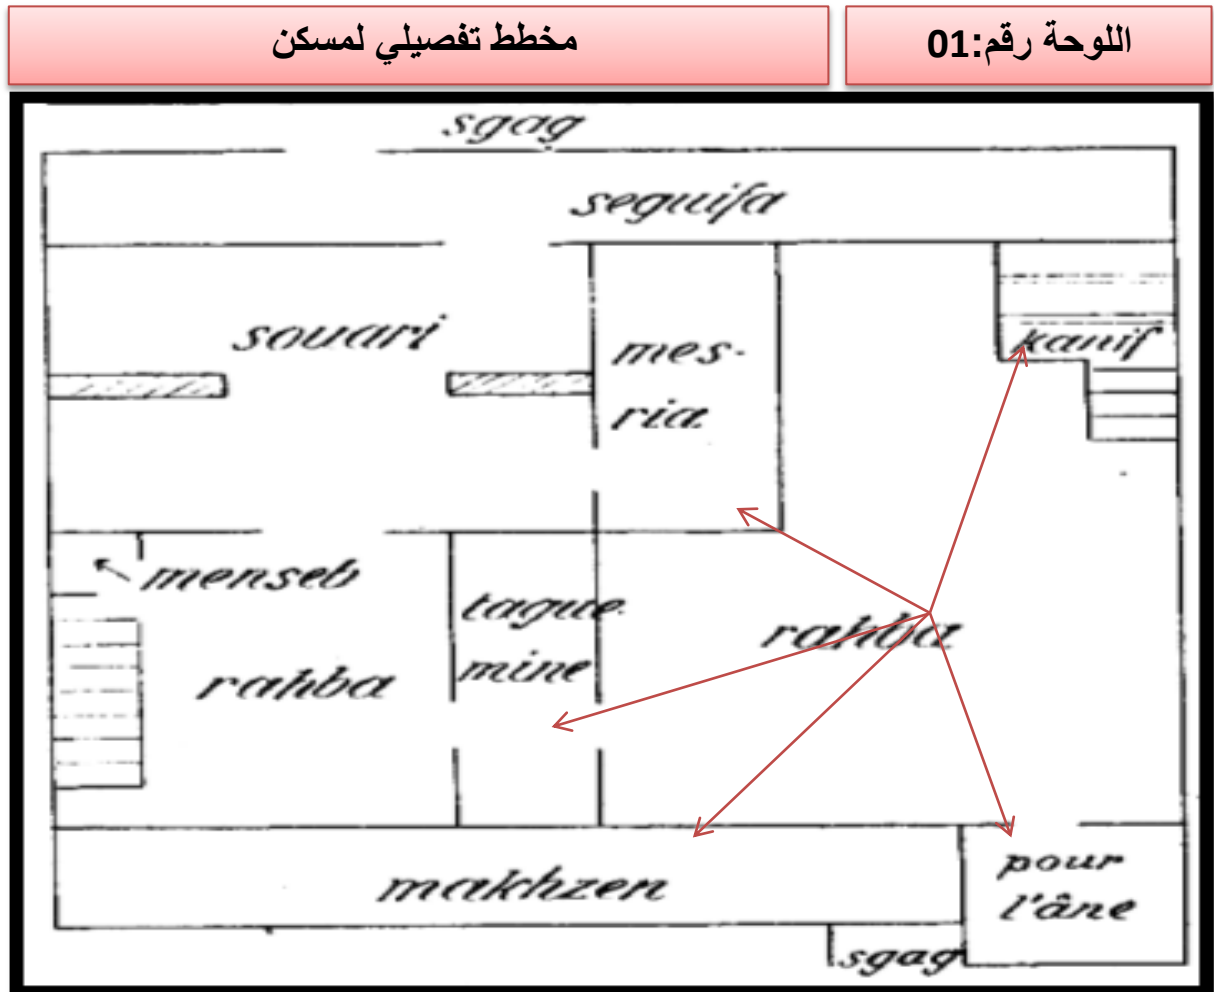 اللوحة رقم:01
مخطط تفصيلي لمسكن
sgag
seguifa
souari
mes-
ria
kanif
menseb
tague
mine
rahba
rahba
makhzen
pour
l'âne
sgag